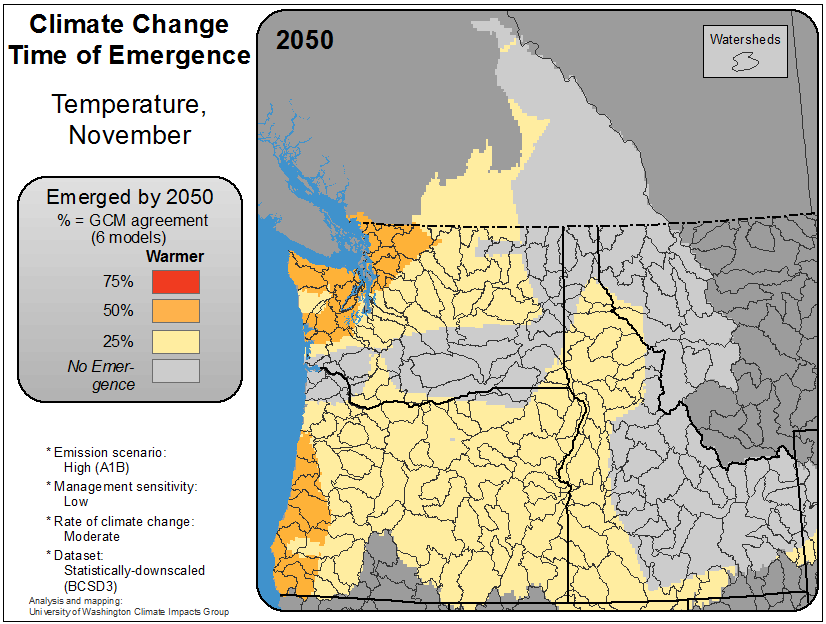 Climate Change
Time of Emergence
Temperature,
November
Emerged by 2050
% = GCM agreement
(6 models)
Warmer
75%
50%
25%
No Emer-
gence
* Emission scenario:
High (A1B)
* Management sensitivity:
Low
* Rate of climate change:
Moderate
* Dataset:
Statistically-downscaled
(BCSD3)
Analysis and mapping:
University of Washington Climate Impacts Group
2050
Watersheds